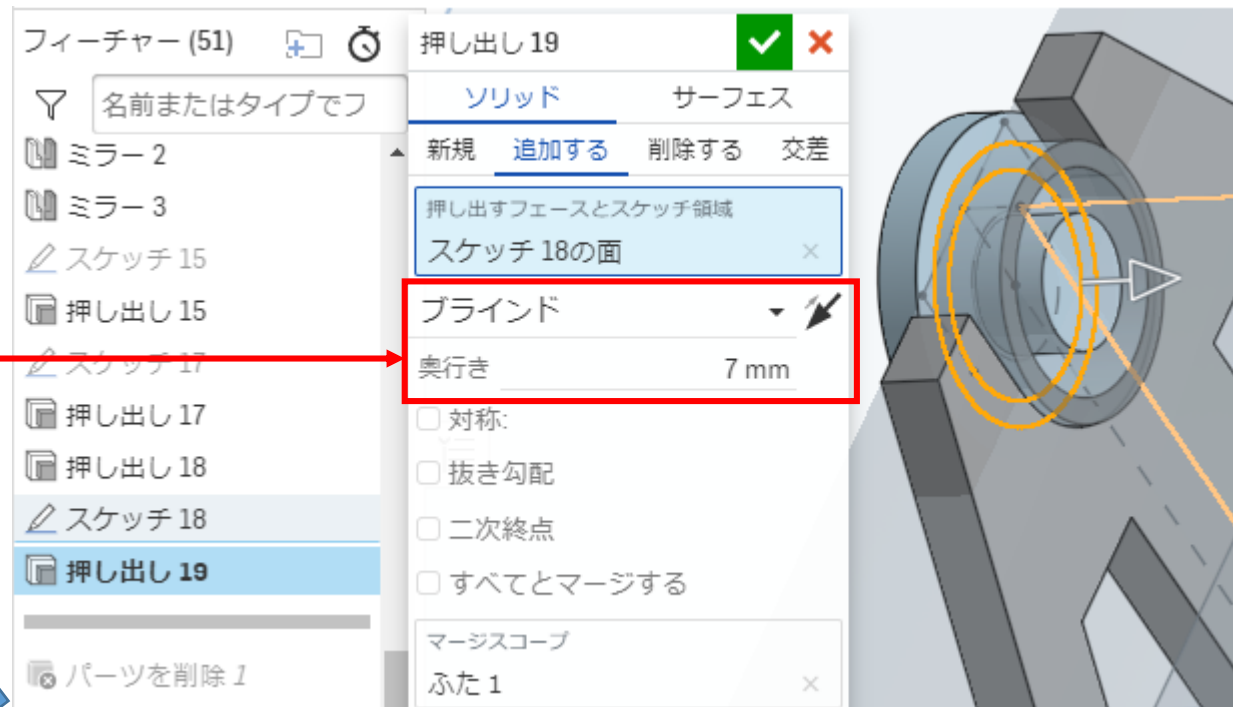 フィーチャー (51)
名前またはタイプでフ
ミラー 2
ミラー 3
スケッチ 15
押し出し 15
スケッチ 17
押し出し 17
押し出し 18
スケッチ 18
押し出し 19
パーツを削除 1
押し出し 19
ソリッド サーフェス
新規 追加する 削除する 交差
押し出すフェースとスケッチ領域
スケッチ 18の面
ブラインド
奥行き 7 mm
対称:
抜き勾配
二次終点
すべてとマージする
マージスコープ
ふた 1